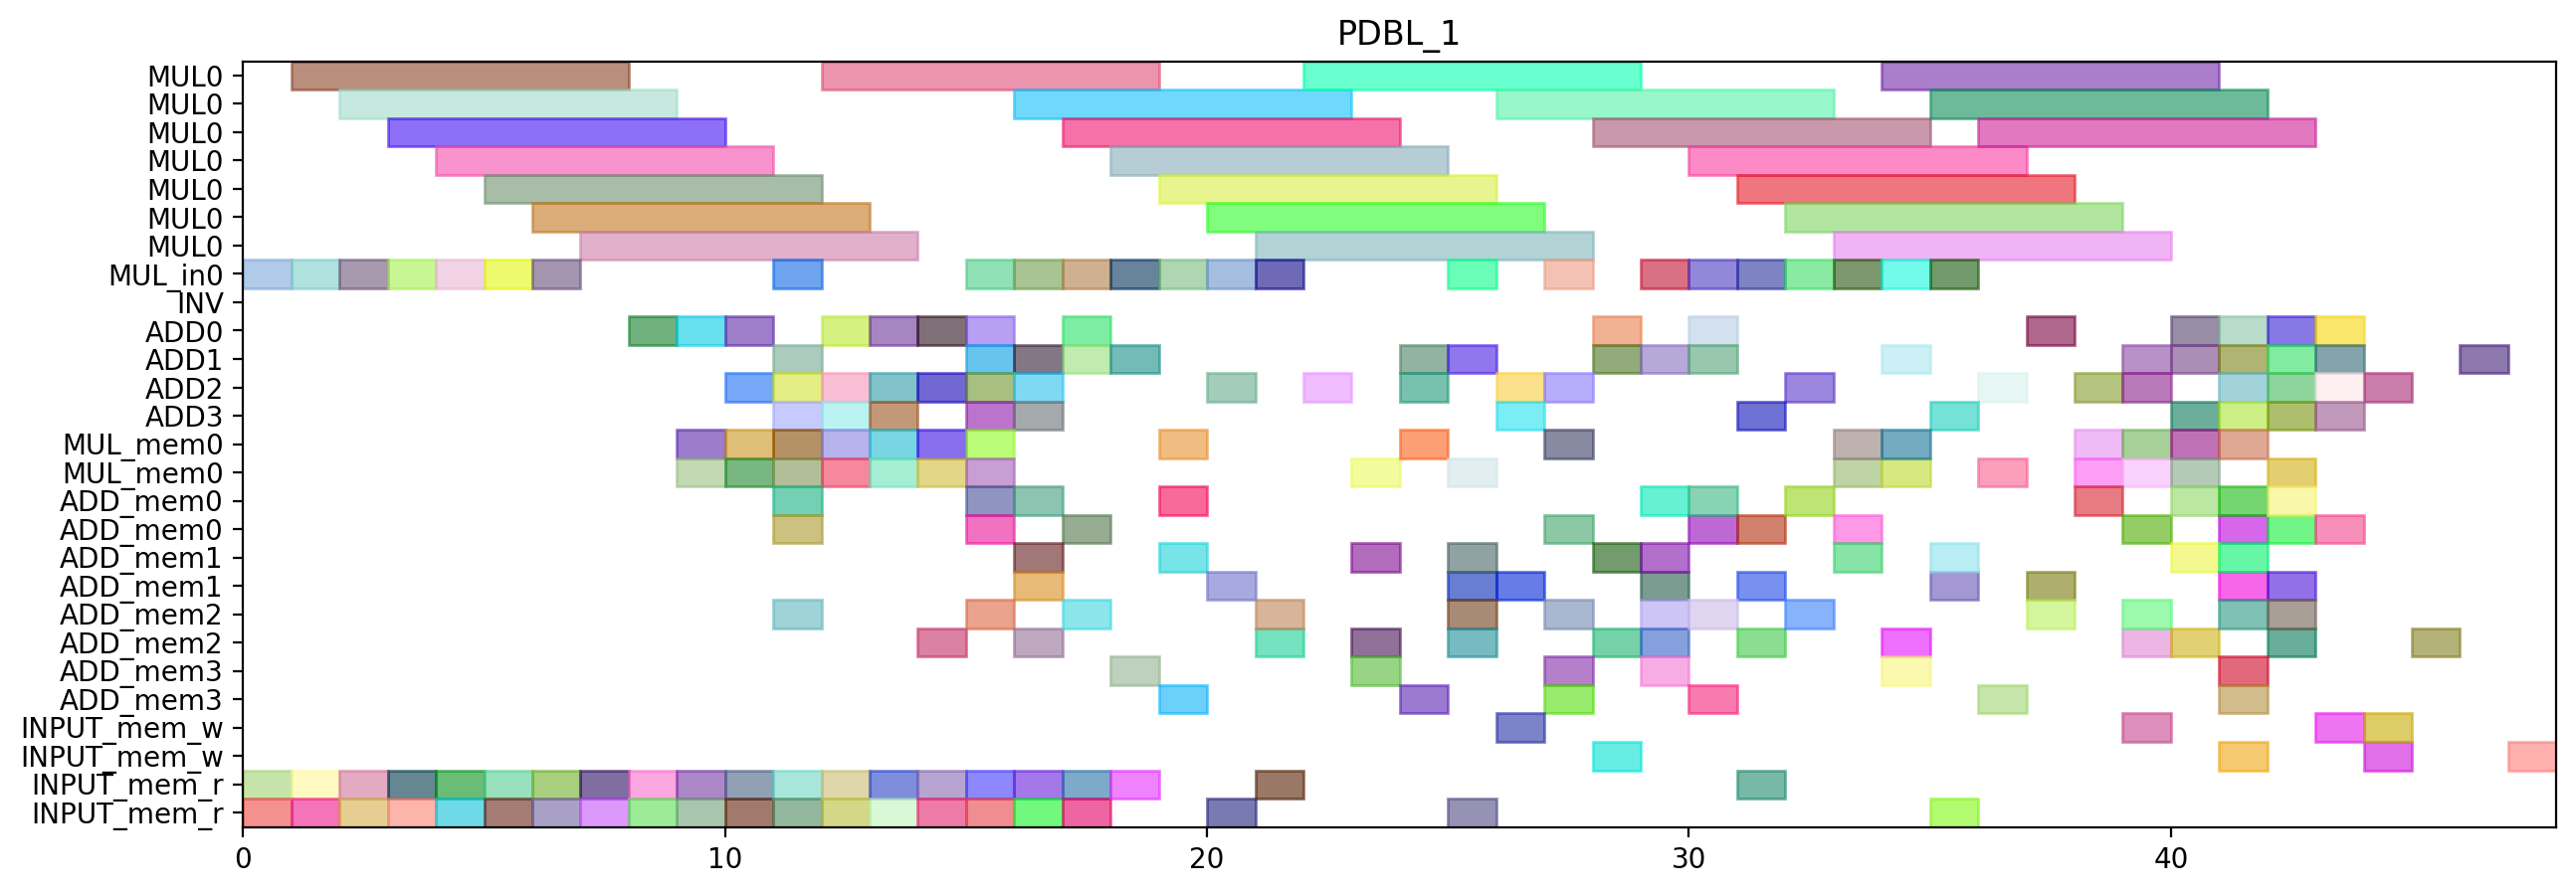 PDBL_1
MUL0
MUL0
MUL0
MUL0
MUL0
MUL0
MUL0
MUL_in0
INV
ADD0
ADD1
ADD2
ADD3
MUL_mem0
MUL_mem0
ADD_mem0
ADD_mem0
ADD_mem1
ADD_mem1
ADD_mem2
ADD_mem2
ADD_mem3
ADD_mem3
INPUT_mem_w
INPUT_mem_w
INPUT_mem_r
INPUT_mem_r
0 10 20 30 40